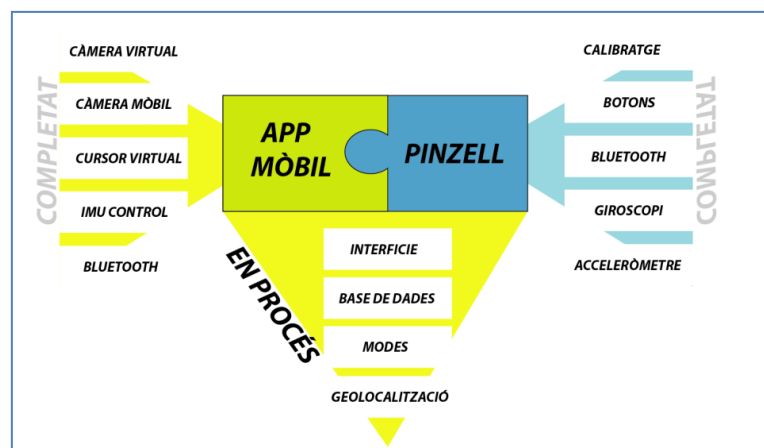 COMPLETAT
CÀMERA VIRTUAL
CÀMERA MÒBIL
CURSOR VIRTUAL
IMU CONTROL
BLUETOOTH
APP
MÒBIL
PINZELL
CALIBRATGE
BOTONS
BLUETOOTH
GIROSCOPI
ACCELERÒMETRE
COMPLETAT
EN PROCÉS
INTERFICIE
BASE DE DADES
MODES
GEOLOCALITZACIÓ